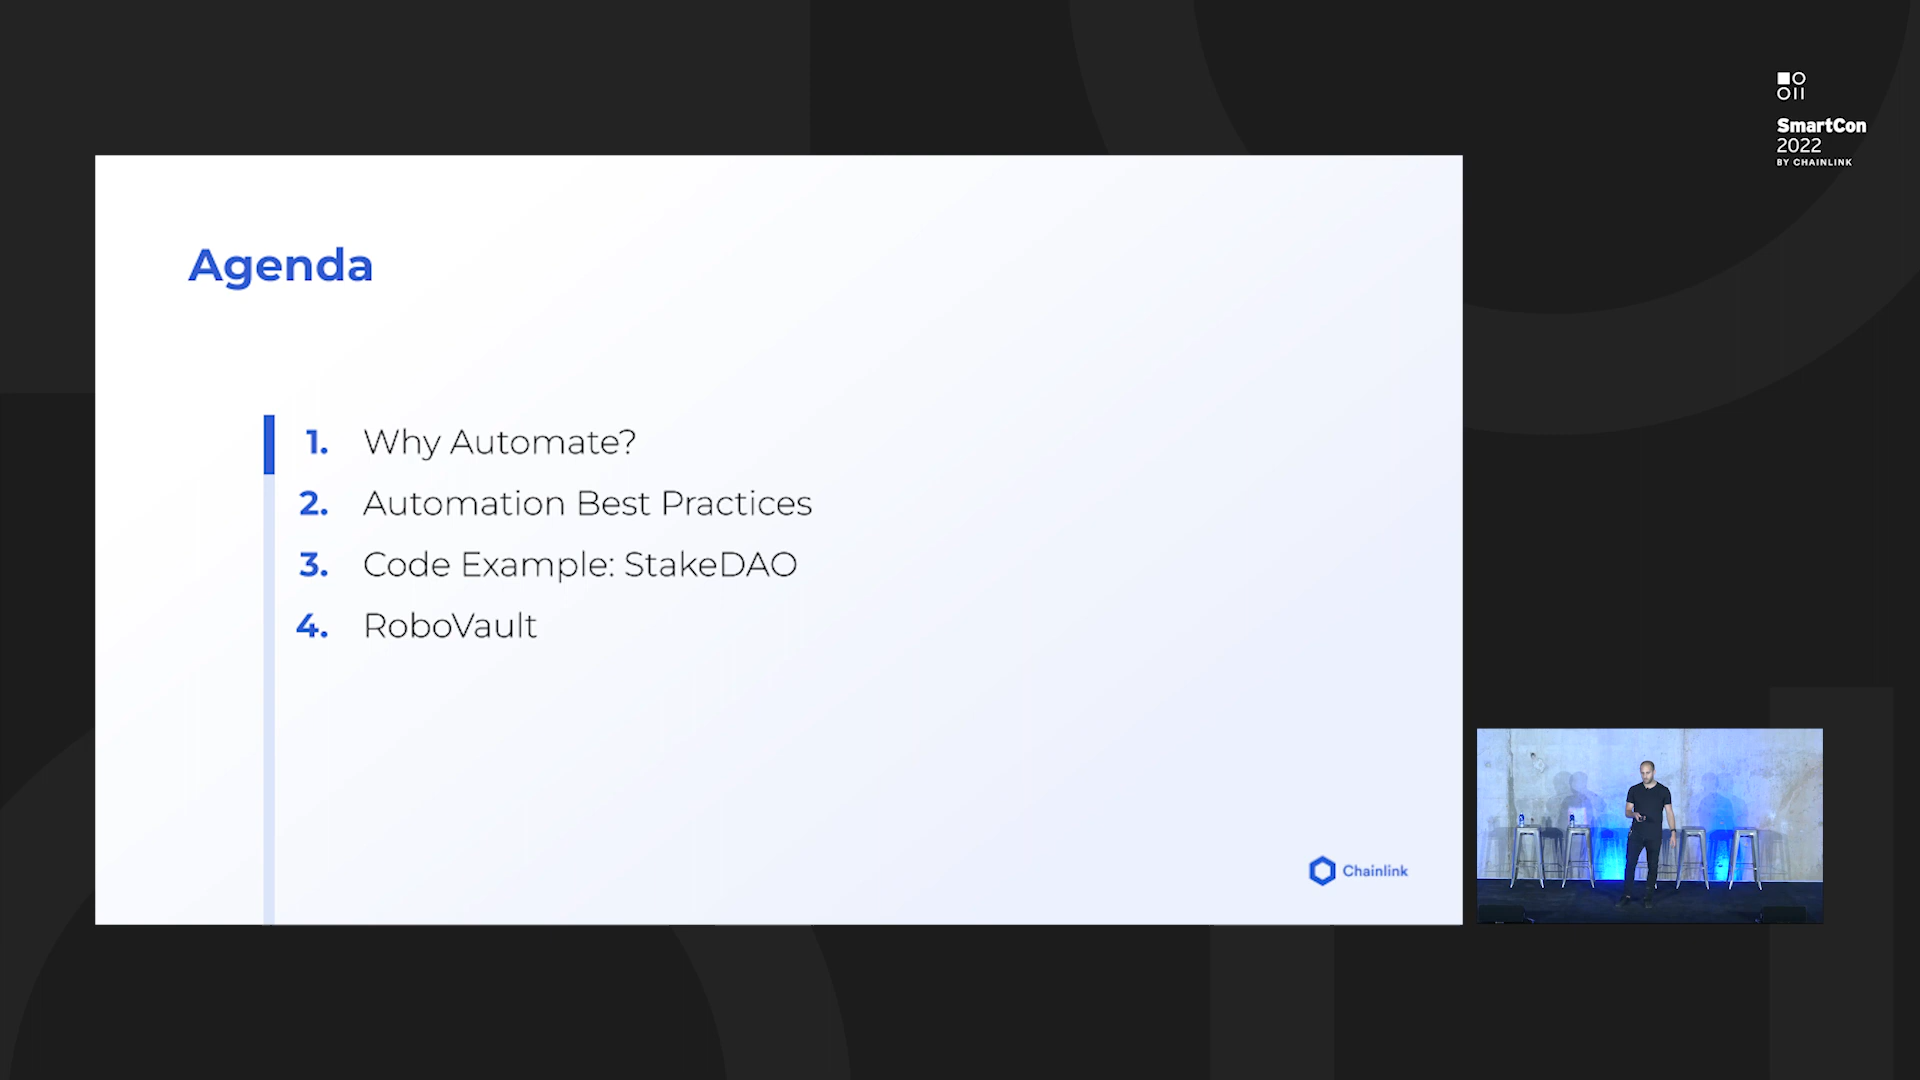 SmartCon
2022
BY CHAINLINK
Agenda
1. Why Automate?
2. Automation Best Practices
3. Code Example: StakeDAO
4. RoboVault
Chainlink